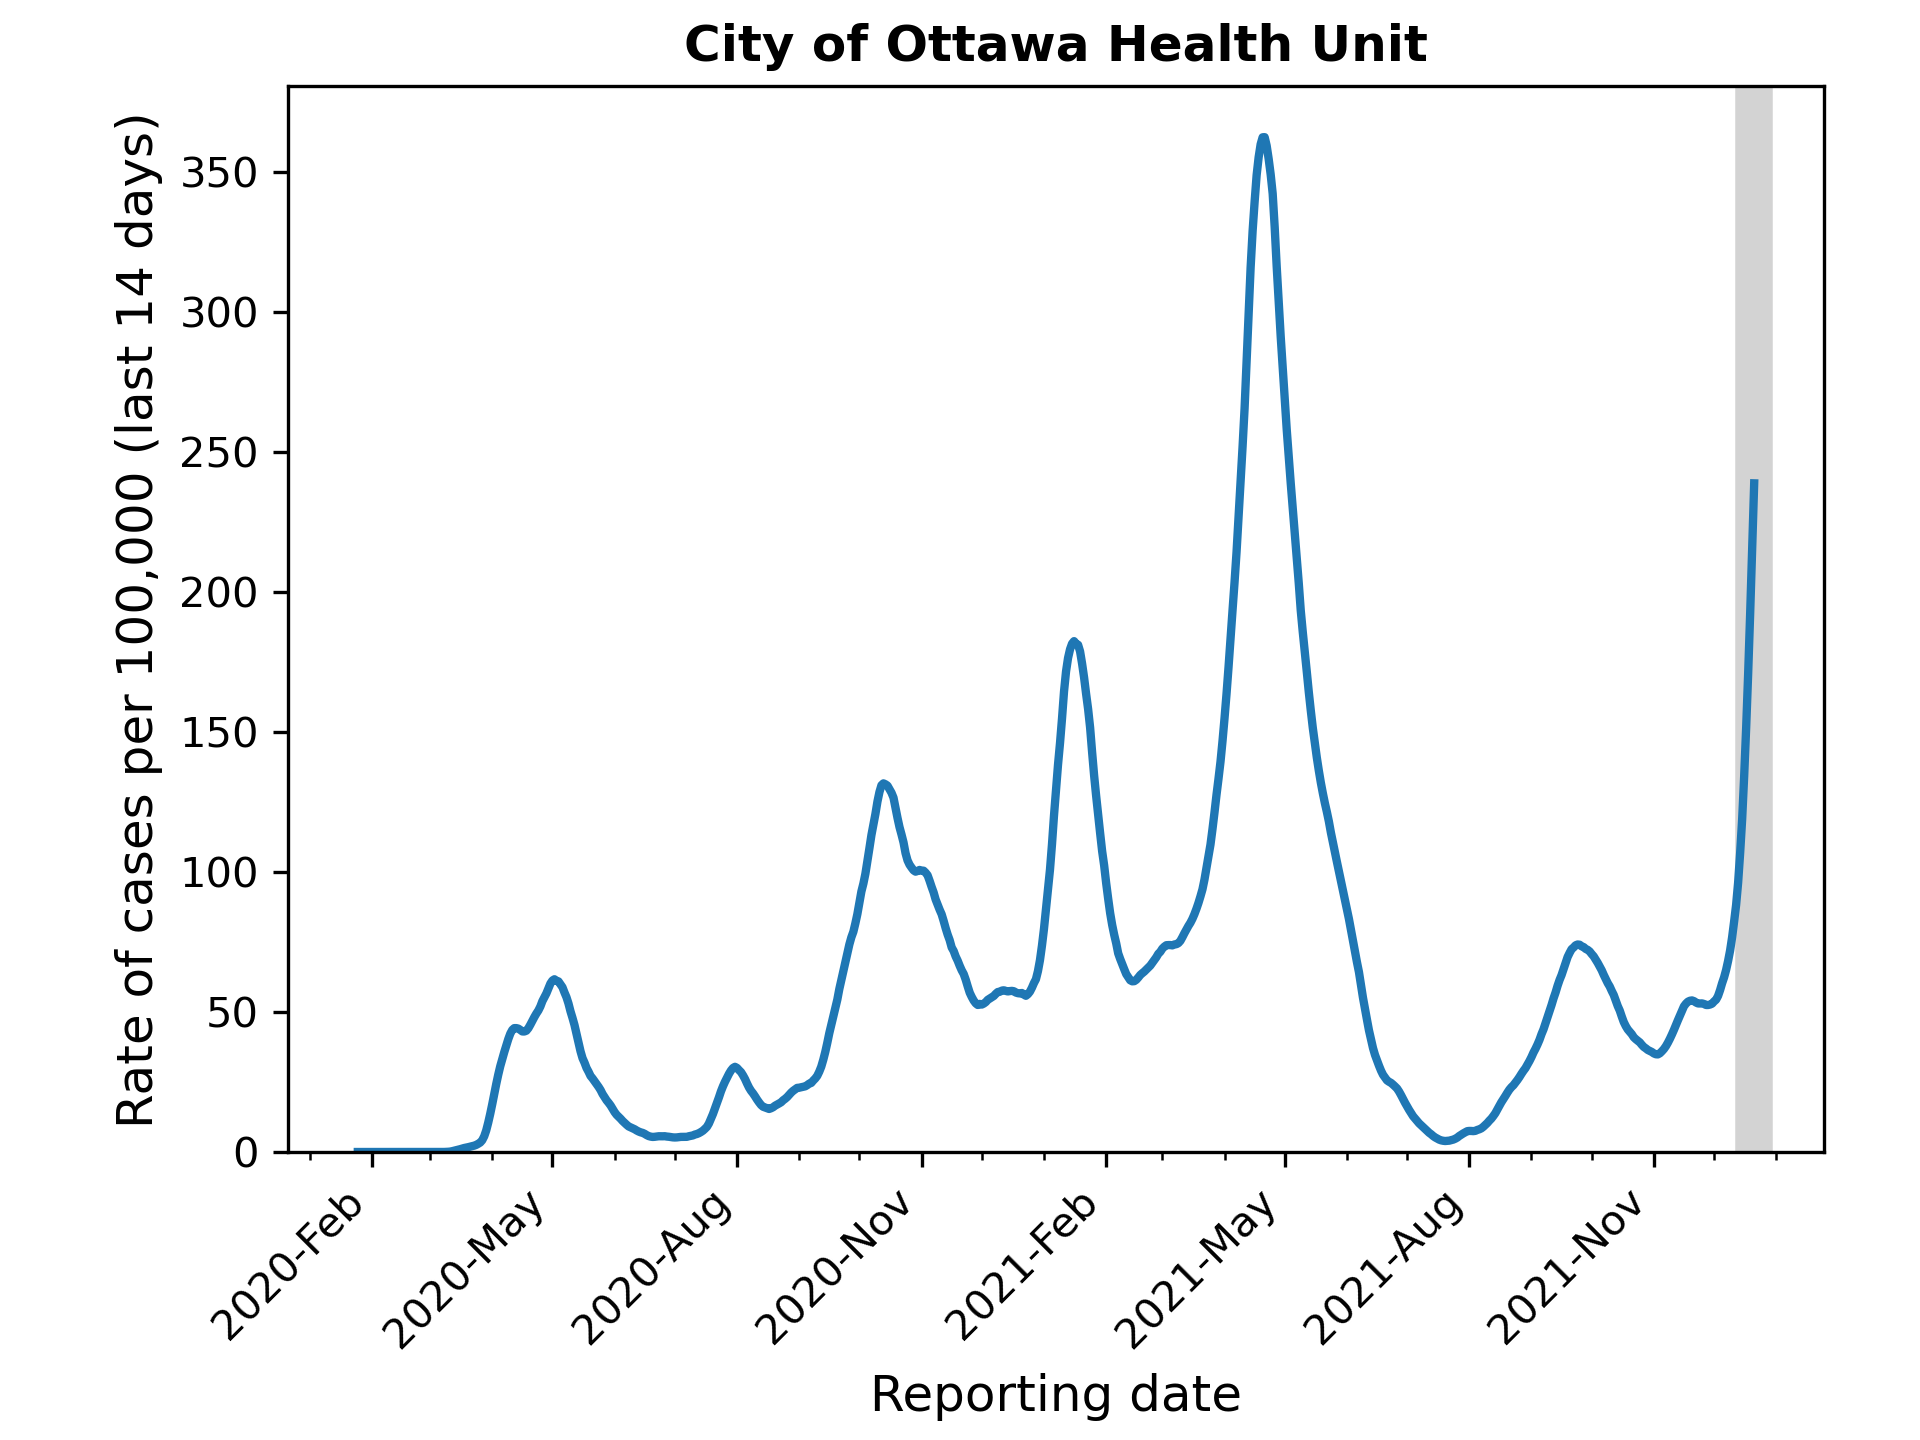 City of Ottawa Health Unit
Rate of cases per 100,000 (last 14 days)
350
300
250
200
150
100
50
0
2020-Feb
2020-May
2020-Aug
2020-Nov
2021-Feb
2021-May
2021-Aug
2021-Nov
Reporting date